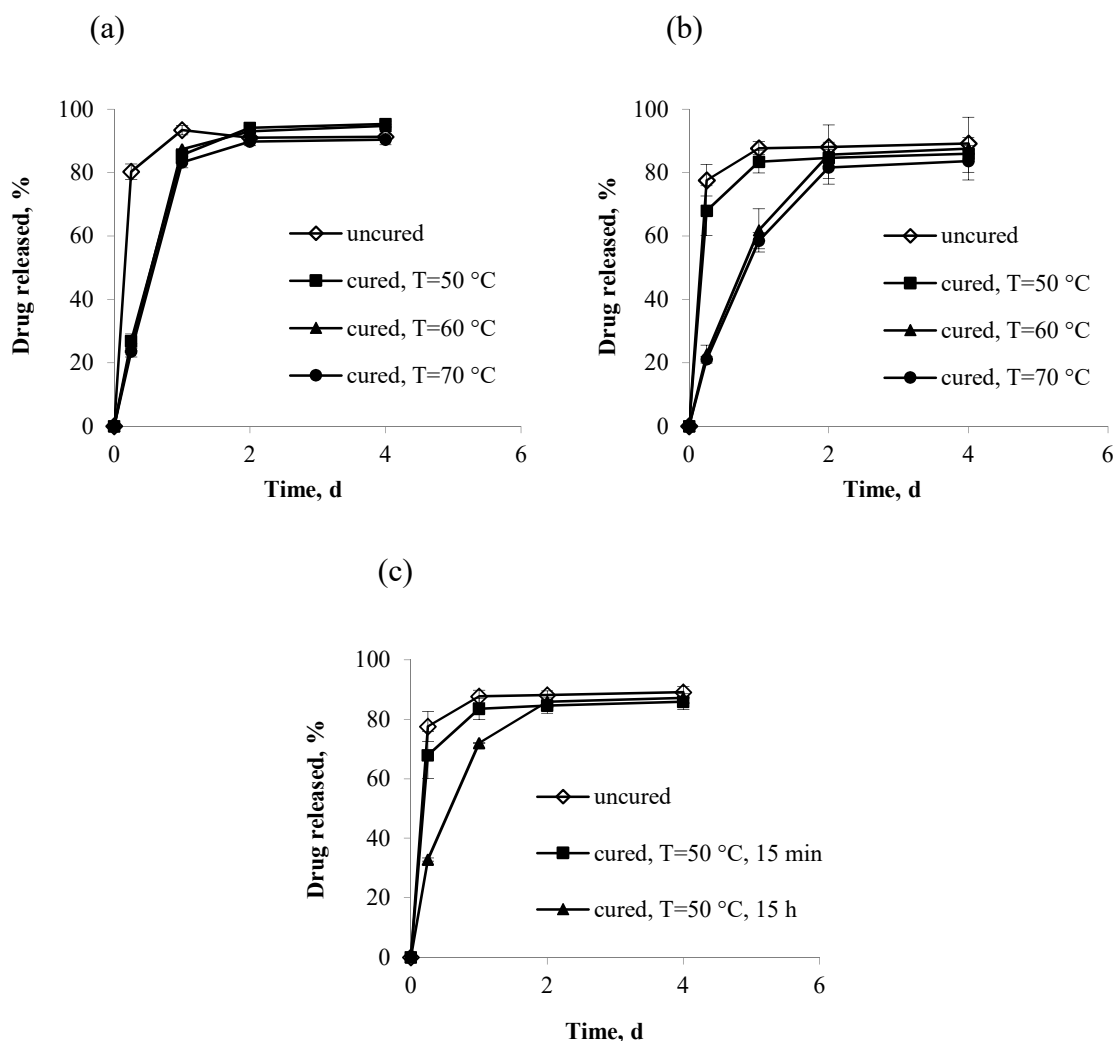 (a)
100
80
60
40
20
0
Drug released, %
0 2 4 6
Time, d
uncured
cured, T=50 °C
cured, T=60 °C
cured, T=70 °C
(b)
100
80
60
40
20
0
Drug released, %
0 2 4 6
Time, d
uncured
cured, T=50 °C
cured, T=60 °C
cured, T=70 °C
(c)
100
80
60
40
20
0
Drug released, %
0 2 4 6
Time, d
uncured
cured, T=50 °C, 15 min
cured, T=50 °C, 15 h